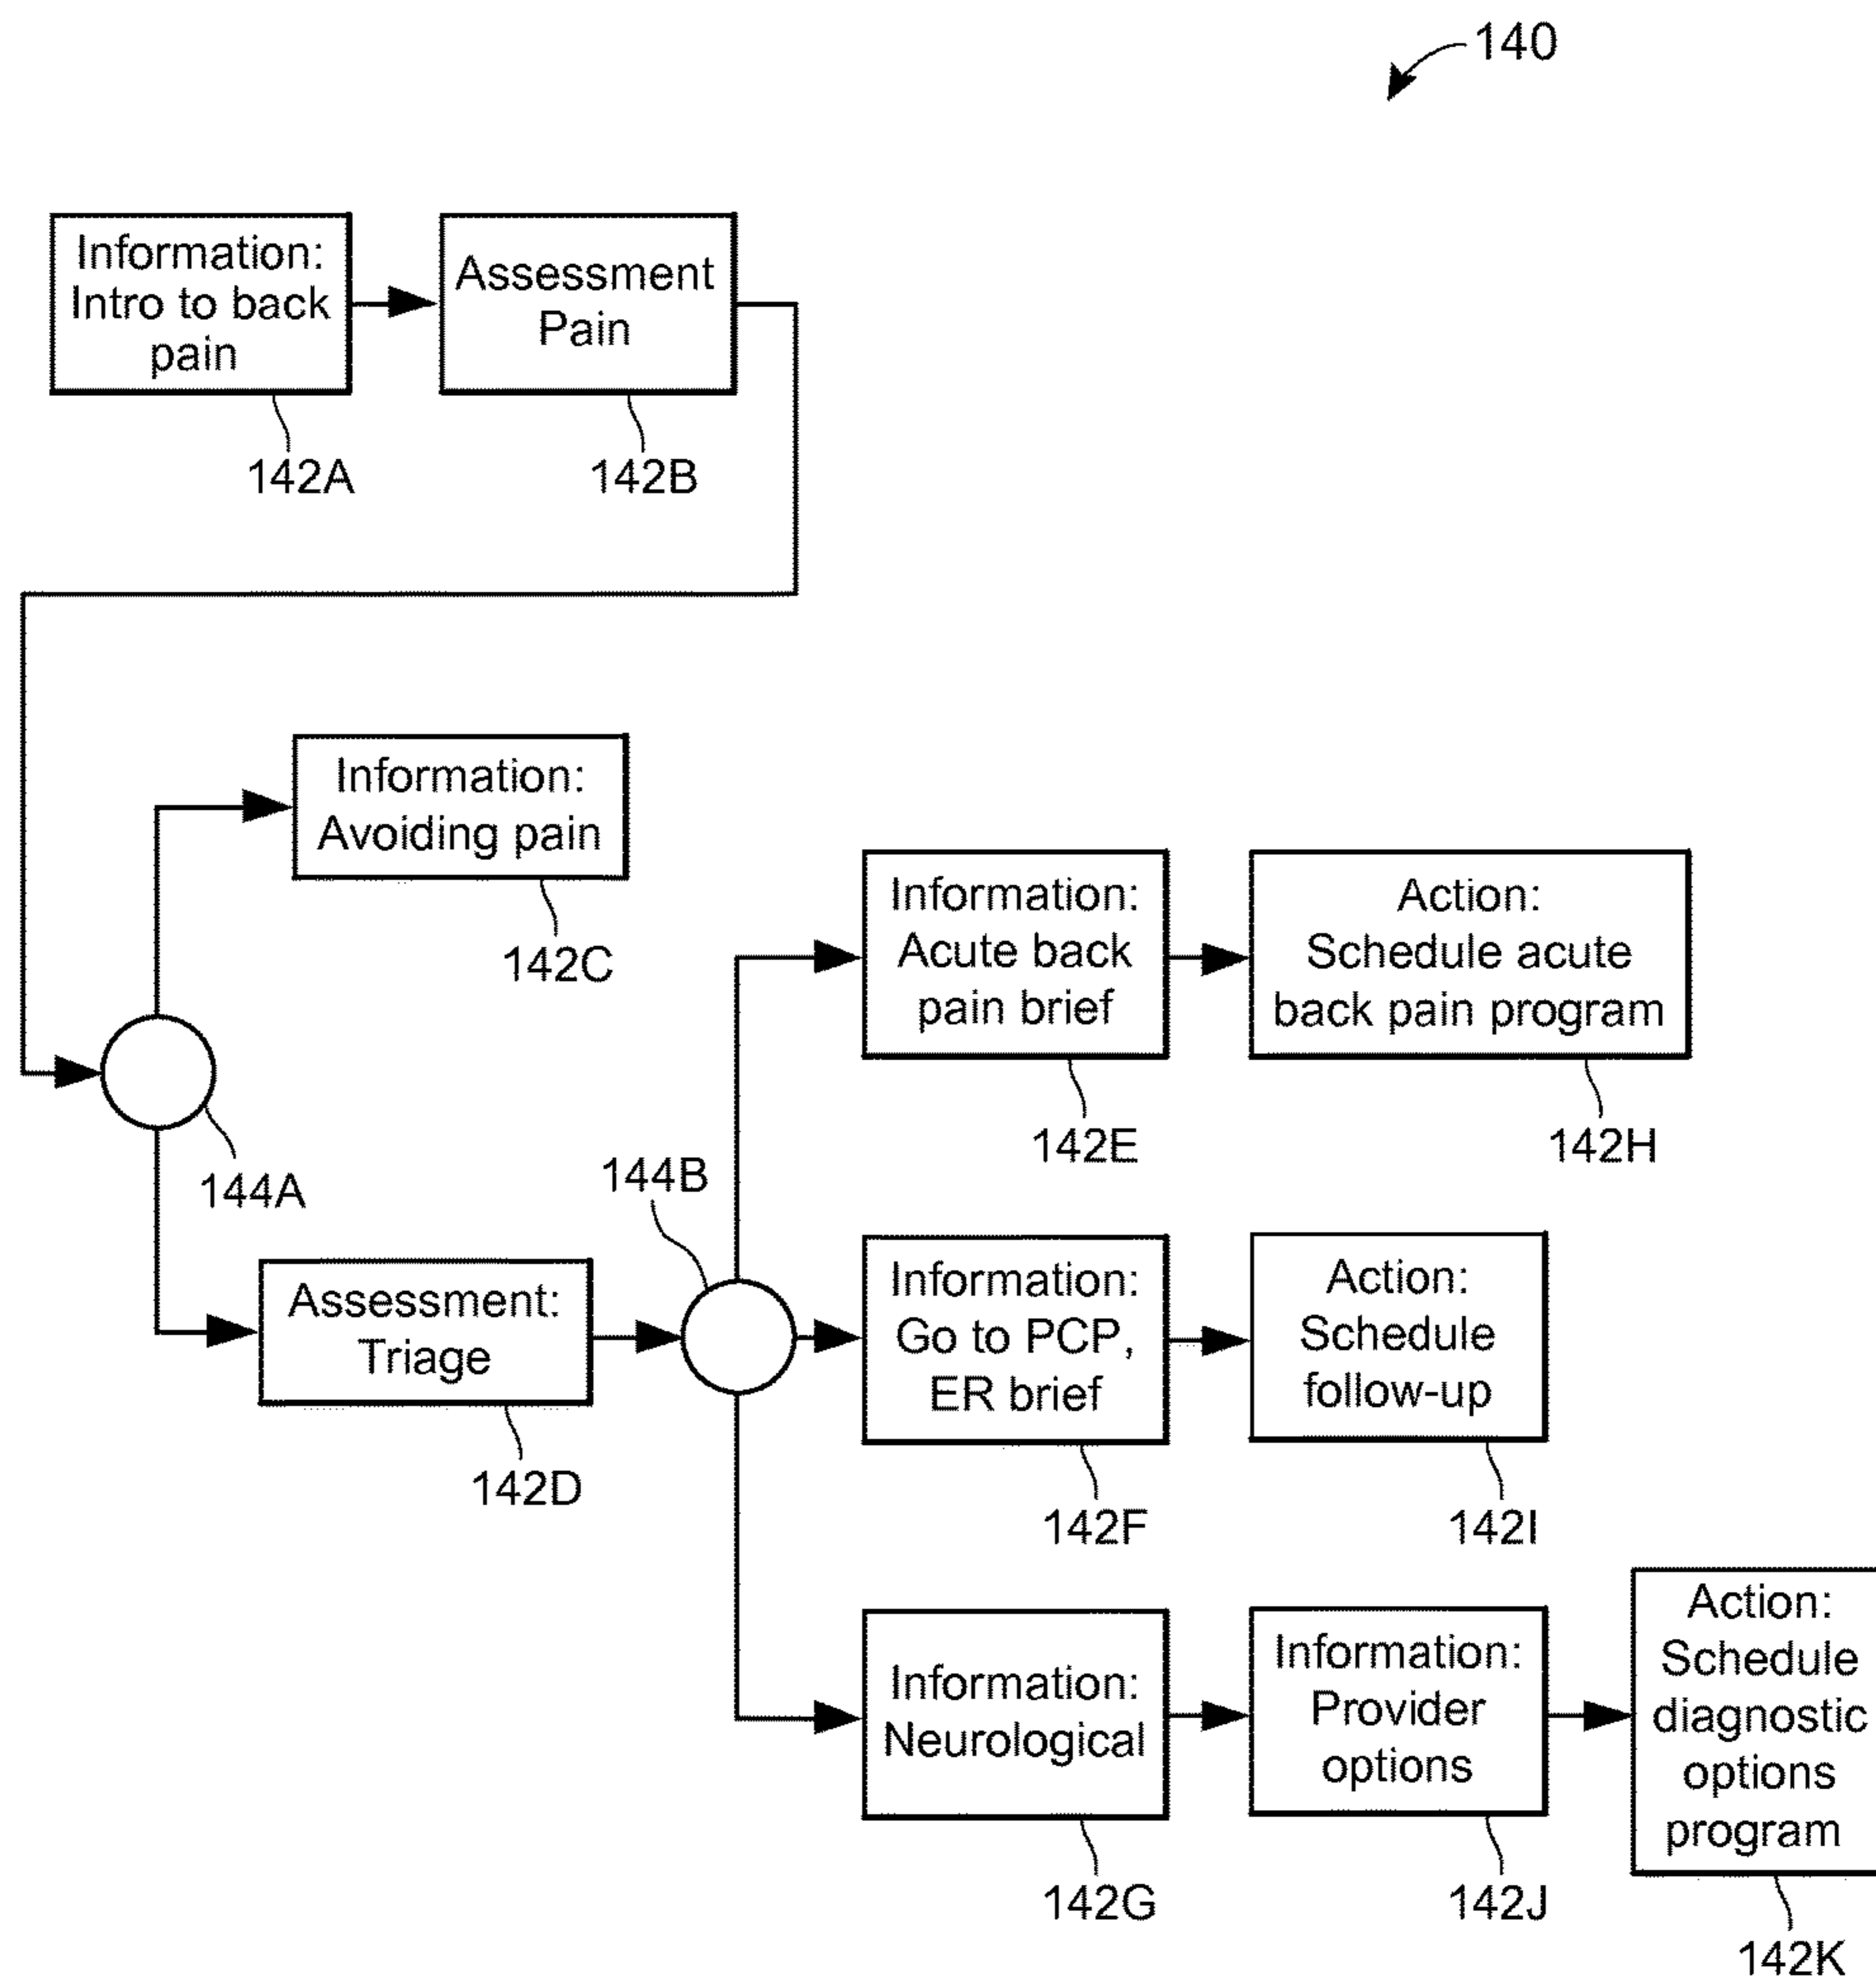 140
Information:
Intro to back
pain
Assessment
Pain
142A
142B
Information:
Avoiding pain
142C
144A
Assessment:
Triage
142D
144B
Information:
Acute back
pain brief
142E
Action:
Schedule acute
back pain program
142H
Information:
Go to PCP,
ER brief
142F
Action:
Schedule
follow-up
142I
Information:
Neurological
142G
Information:
Provider
options
142J
Action:
Schedule
diagnostic
options
program
142K